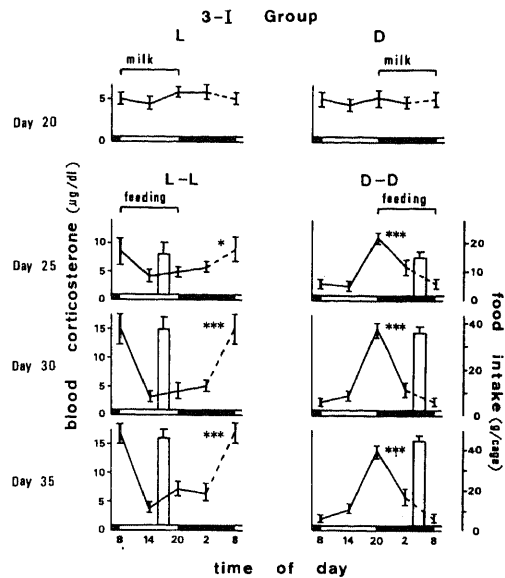 3-I Group
L D
milk milk
5
0
Day 20
L-L D-D
feeding feeding
10
5
0
*
***
20
10
0
Day 25
15
10
5
0
***
***
40
20
0
Day 30
15
10
5
0
***
***
40
20
0
Day 35
8 14 20 2 8 8 14 20 2 8
time of day
blood corticosterone (µg/dl)
food intake (g/cage)